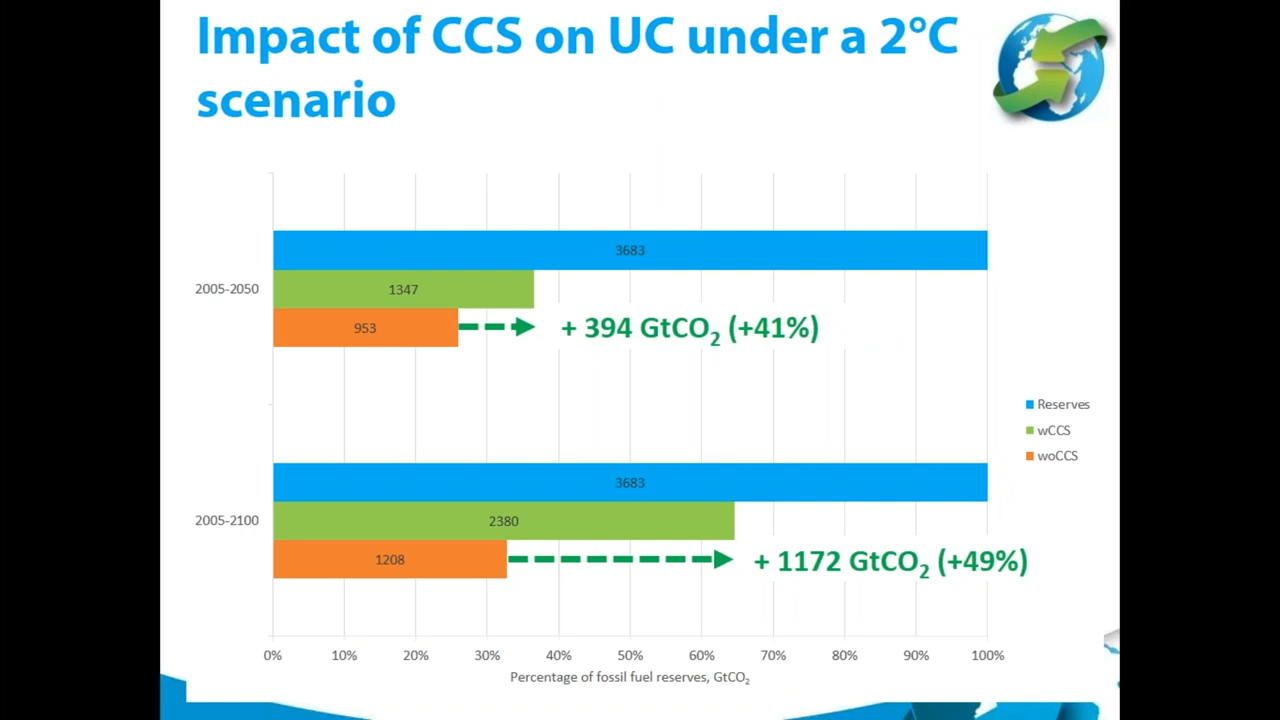 Impact of CCS on UC under a 2°C
scenario
3683
2005-2050
1347
953
+ 394 GtCO₂ (+41%)
Reserves
wCCS
woCCS
3683
2005-2100
2380
1208
+ 1172 GtCO₂ (+49%)
0% 10% 20% 30% 40% 50% 60% 70% 80% 90% 100%
Percentage of fossil fuel reserves, GtCO₂